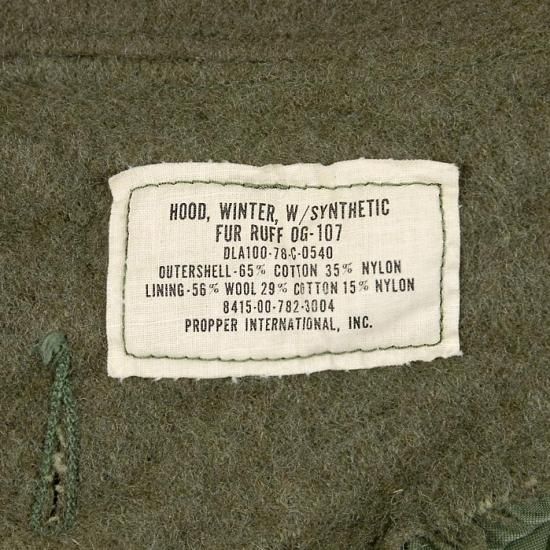 HOOD, WINTER, W/SYNTHETIC
FUR RUFF OG-107
DLA100-78-C-0540
OUTERSHELL-65% COTTON 35% NYLON
LINING-56% WOOL 29% COTTON 15% NYLON
8415-00-782-3004
PROPPER INTERNATIONAL, INC.